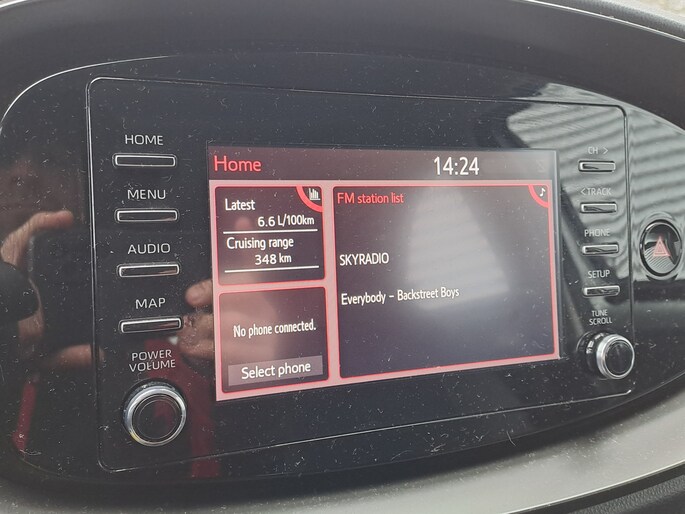 HOME
MENU
AUDIO
MAP
POWER
VOLUME
Home
14:24
Latest
6.6 L/100km
Cruising range
348 km
No phone connected.
Select phone
FM station list
SKYRADIO
Everybody - Backstreet Boys
CH >
< TRACK
PHONE
SETUP
TUNE
SCROLL